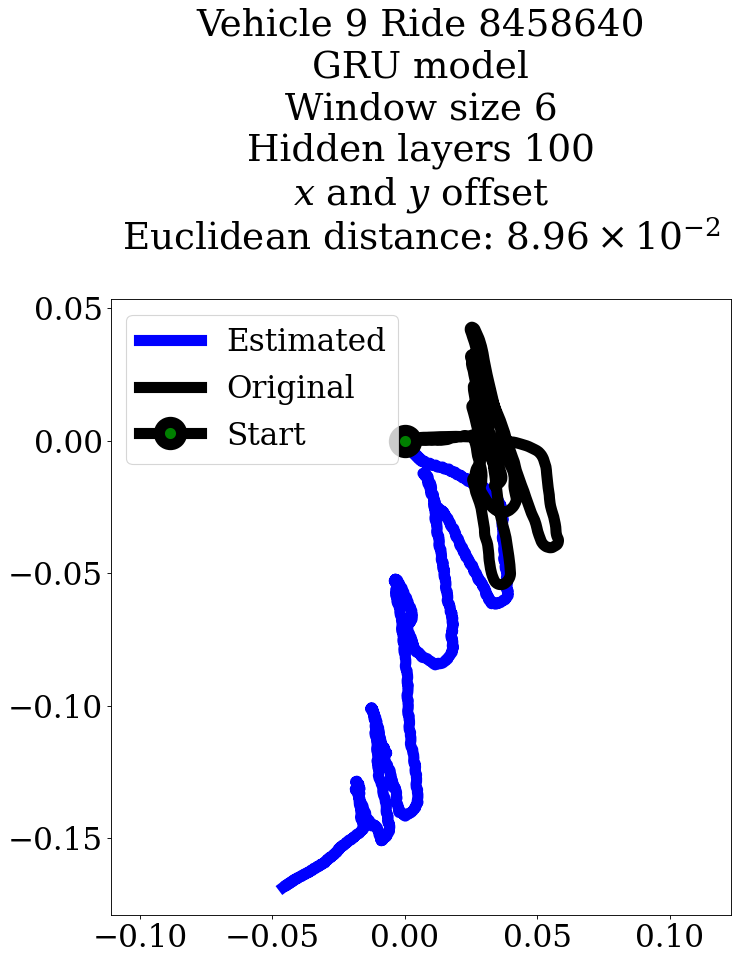 Vehicle 9 Ride 8458640
GRU model
Window size 6
Hidden layers 100
x and y offset
Euclidean distance: 8.96 × 10⁻²
Estimated
Original
Start
0.05
0.00
−0.05
−0.10
−0.15
−0.10 −0.05 0.00 0.05 0.10